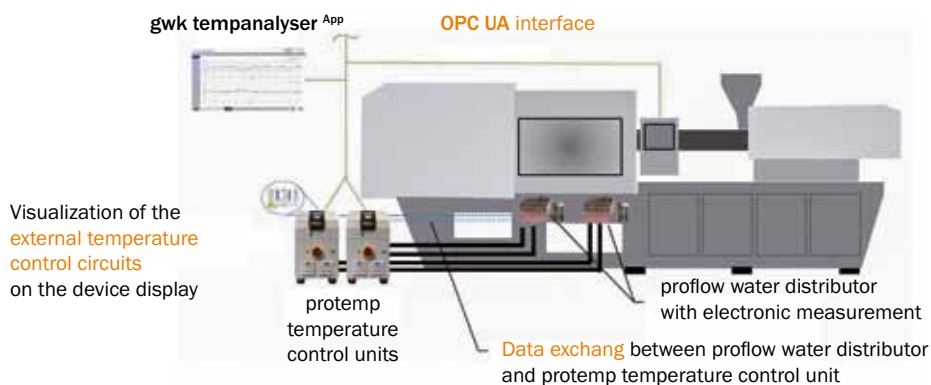 gwk tempanalyser App
OPC UA interface
Visualization of the
external temperature
control circuits
on the device display
protemp
temperature
control units
proflow water distributor
with electronic measurement
Data exchang between proflow water distributor
and protemp temperature control unit